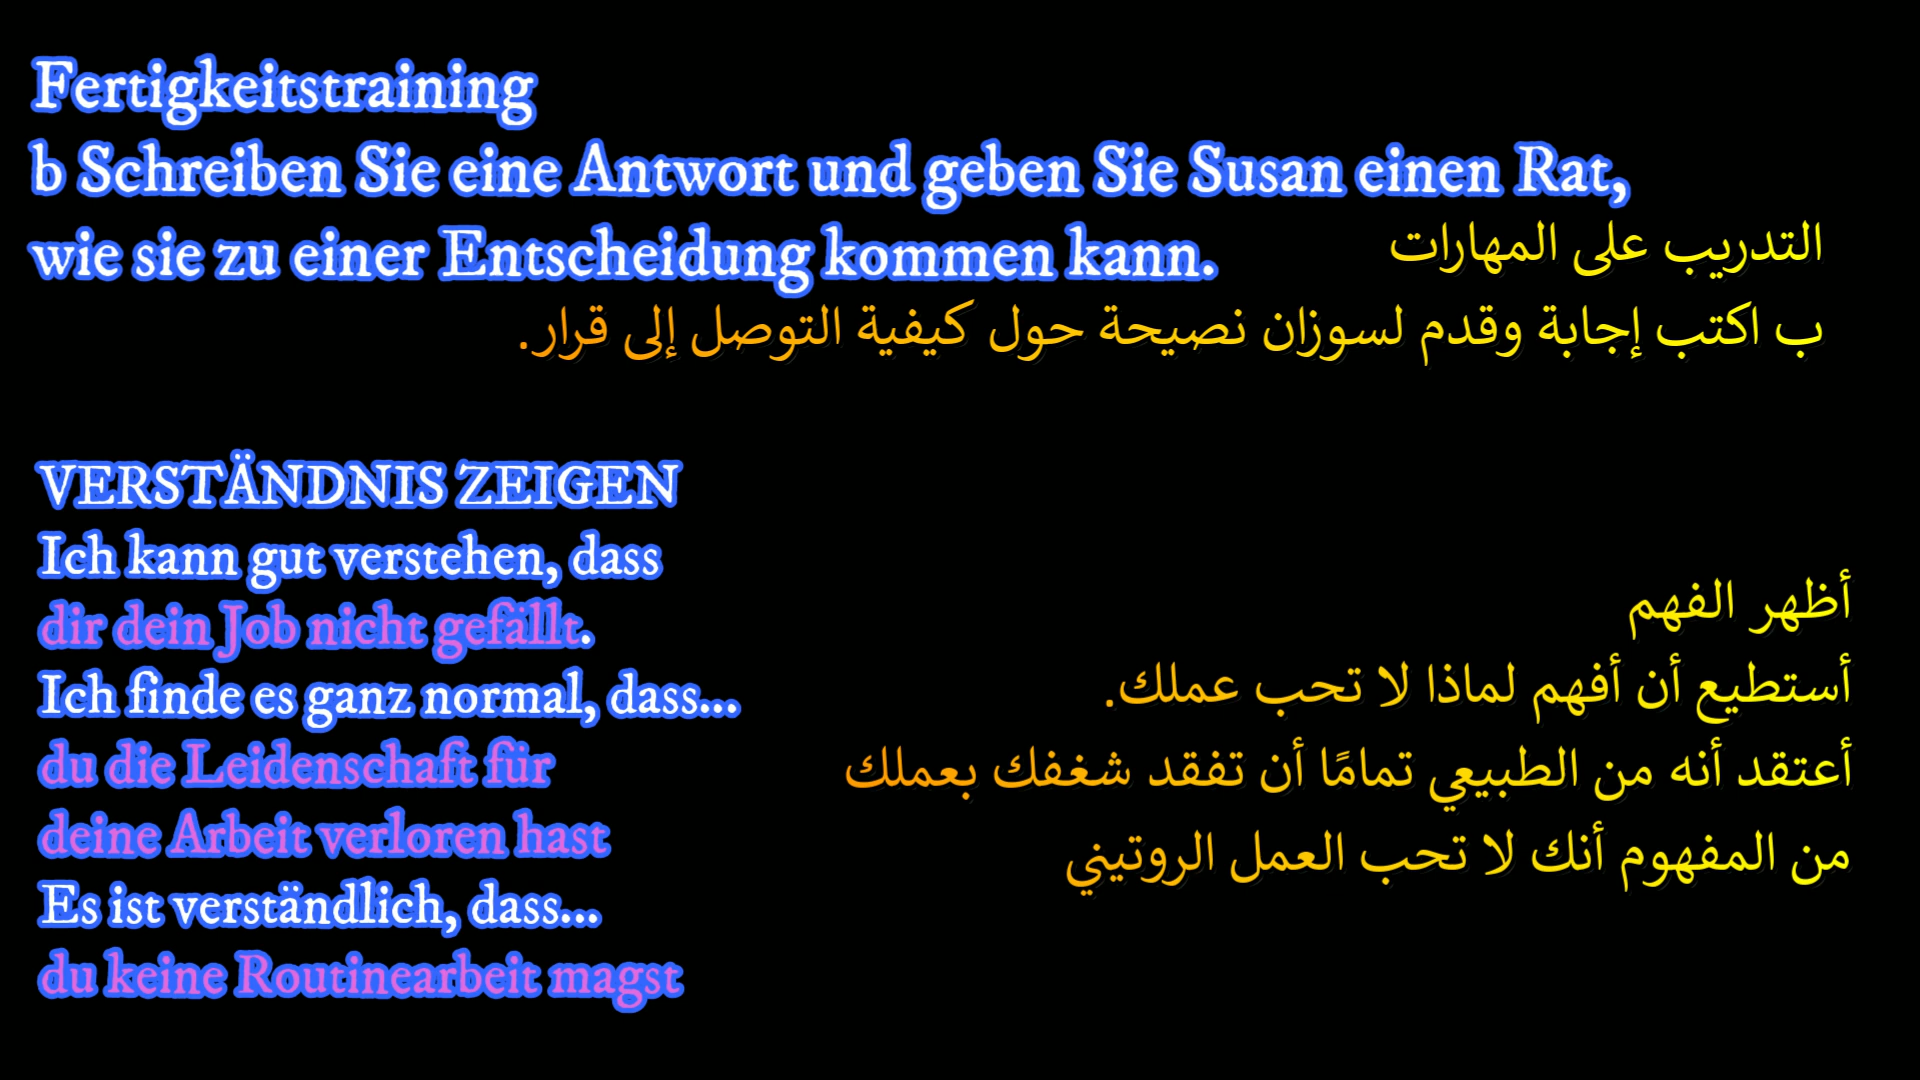 Fertigkeitstraining
b Schreiben Sie eine Antwort und geben Sie Susan einen Rat,
wie sie zu einer Entscheidung kommen kann.
التدريب على المهارات
ب اكتب إجابة وقدم لسوزان نصيحة حول كيفية التوصل إلى قرار.
VERSTÄNDNIS ZEIGEN
Ich kann gut verstehen, dass
dir dein Job nicht gefällt.
Ich finde es ganz normal, dass...
du die Leidenschaft für
deine Arbeit verloren hast
Es ist verständlich, dass...
du keine Routinearbeit magst
أظهر الفهم
أستطيع أن أفهم لماذا لا تحب عملك.
أعتقد أنه من الطبيعي تمامًا أن تفقد شغفك بعملك
من المفهوم أنك لا تحب العمل الروتيني